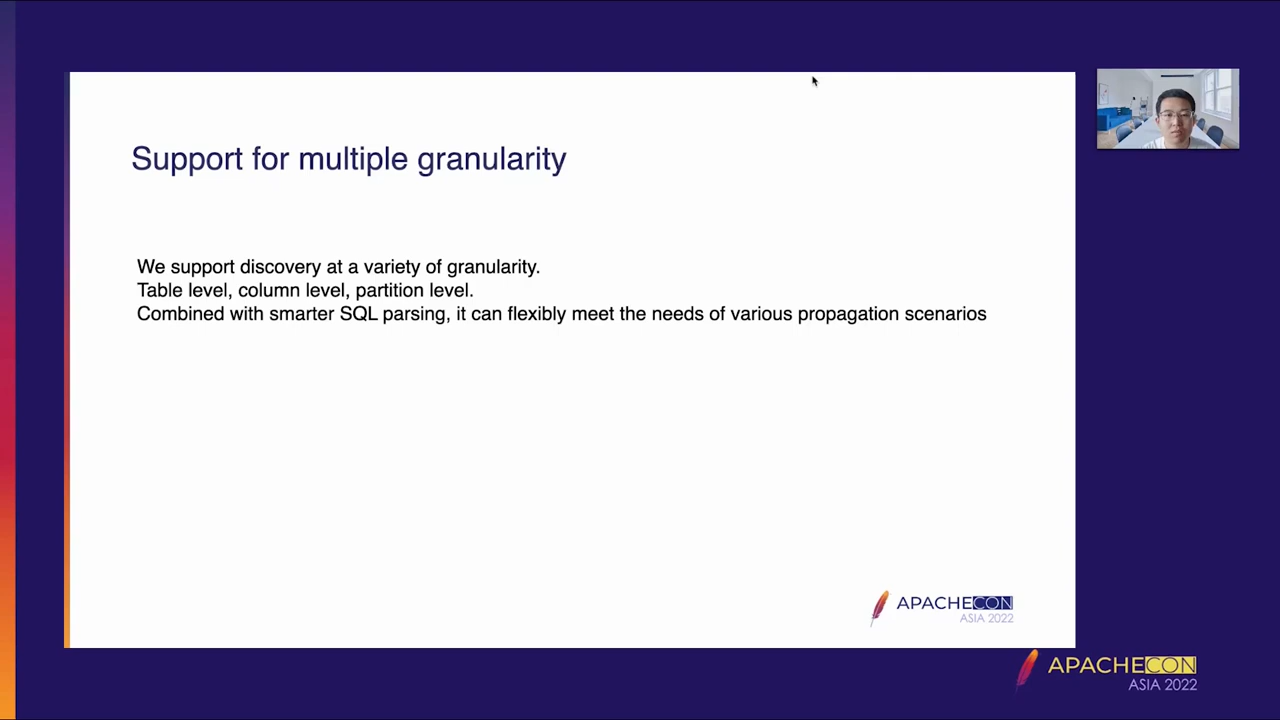 Support for multiple granularity
We support discovery at a variety of granularity.
Table level, column level, partition level.
Combined with smarter SQL parsing, it can flexibly meet the needs of various propagation scenarios
APACHECON
ASIA 2022
APACHECON
ASIA 2022